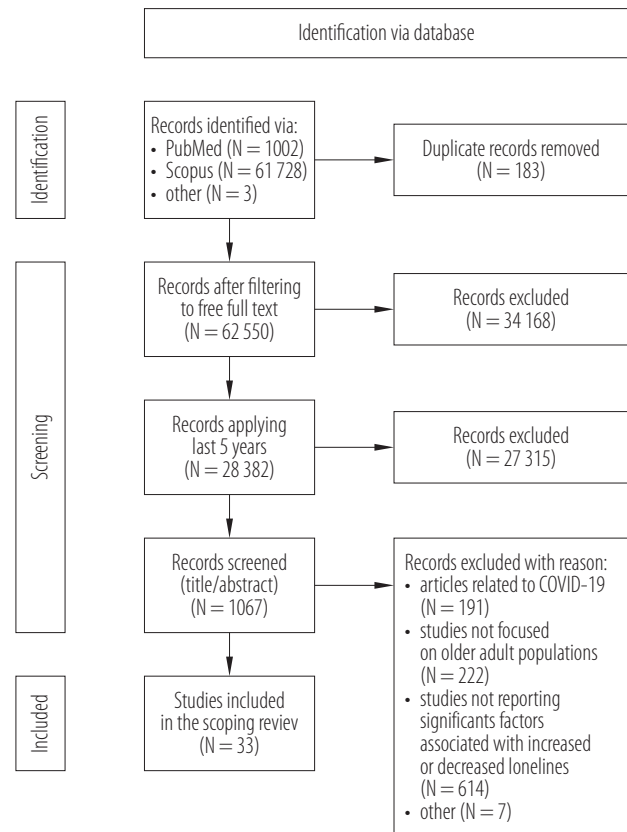 Identification via database
Identification
Records identified via:
• PubMed (N = 1002)
• Scopus (N = 61 728)
• other (N = 3)
Duplicate records removed
(N = 183)
Screening
Records after filtering
to free full text
(N = 62 550)
Records excluded
(N = 34 168)
Records applying
last 5 years
(N = 28 382)
Records excluded
(N = 27 315)
Records screened
(title/abstract)
(N = 1067)
Records excluded with reason:
• articles related to COVID-19
(N = 191)
• studies not focused
on older adult populations
(N = 222)
• studies not reporting
significants factors
associated with increased
or decreased lonelines
(N = 614)
• other (N = 7)
Included
Studies included
in the scoping reviev
(N = 33)